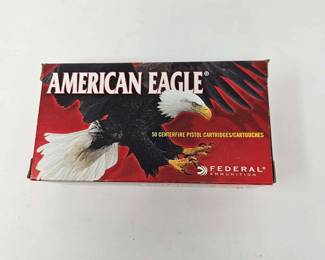 AMERICAN EAGLE®
50 CENTERFIRE PISTOL CARTRIDGES/CARTOUCHES
FEDERAL®
AMMUNITION